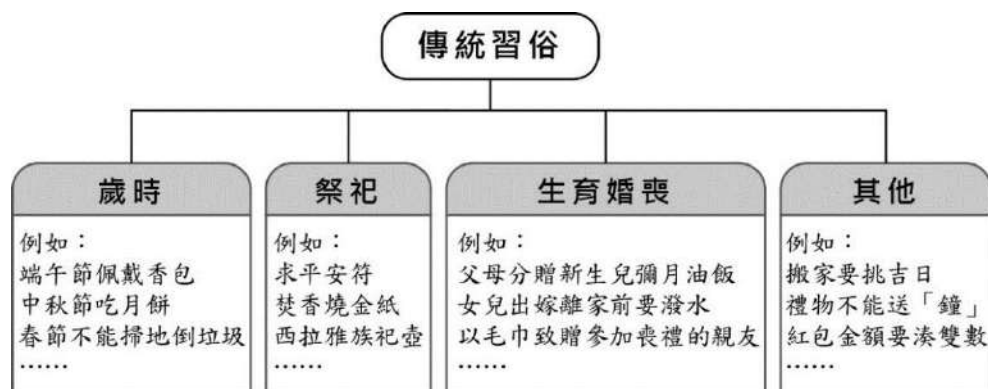 傳統習俗
歲時
例如：
端午節佩戴香包
中秋節吃月餅
春節不能掃地倒垃圾
……
祭祀
例如：
求平安符
焚香燒金紙
西拉雅族祀壺
……
生育婚喪
例如：
父母分贈新生兒彌月油飯
女兒出嫁離家前要潑水
以毛巾致贈參加喪禮的親友
……
其他
例如：
搬家要挑吉日
禮物不能送「鐘」
紅包金額要湊雙數
……